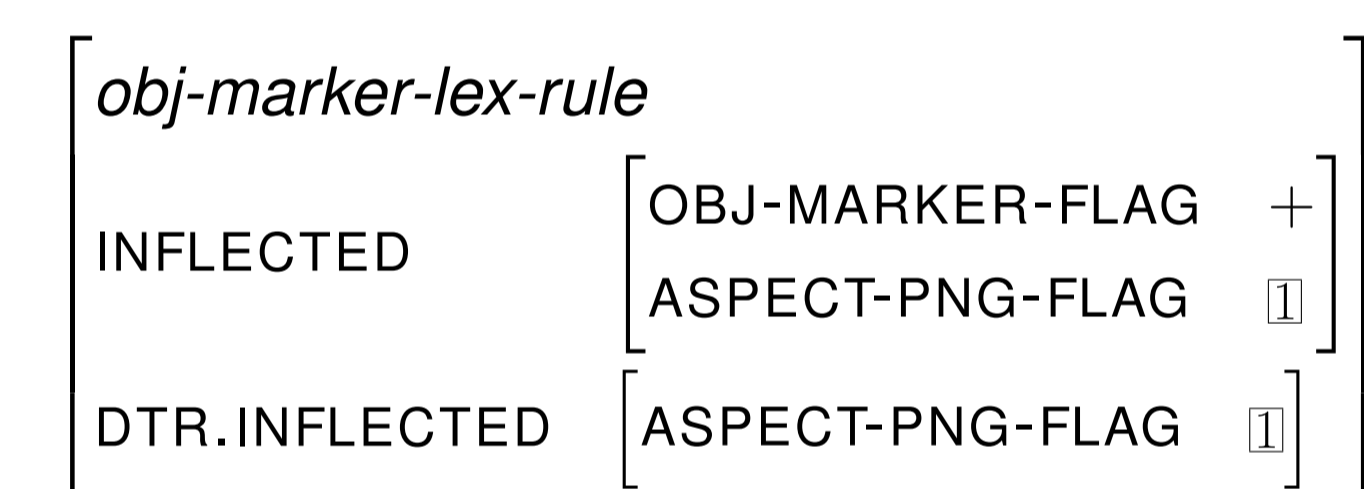 obj-marker-lex-rule
OBJ-MARKER-FLAG +
INFLECTED
ASPECT-PNG-FLAG 1
DTR.INFLECTED ASPECT-PNG-FLAG 1